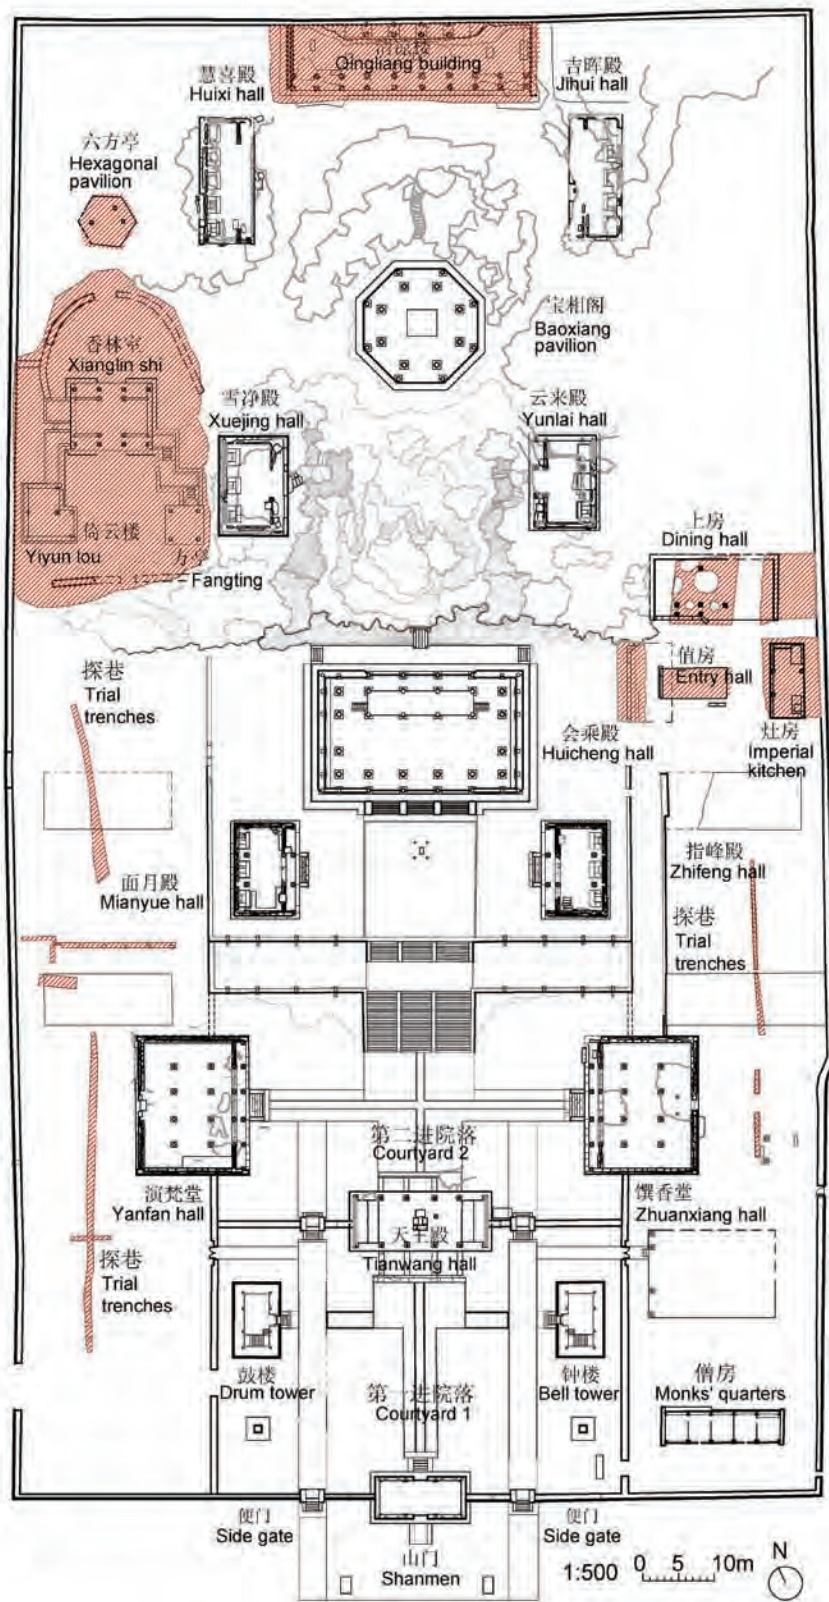 清凉楼
Qingliang building
慧喜殿
Huixi hall
吉晖殿
Jihui hall
六方亭
Hexagonal
pavilion
宝相阁
Baoxiang
pavilion
香林室
Xianglin shi
雪净殿
Xuejing hall
云来殿
Yunlai hall
倚云楼
Yiyun lou
方亭
Fangting
上房
Dining hall
探巷
Trial
trenches
值房
Entry hall
会乘殿
Huicheng hall
灶房
Imperial
kitchen
面月殿
Mianyue hall
指峰殿
Zhifeng hall
探巷
Trial
trenches
第二进院落
Courtyard 2
演梵堂
Yanfan hall
馔香堂
Zhuanxiang hall
天王殿
Tianwang hall
探巷
Trial
trenches
鼓楼
Drum tower
第一进院落
Courtyard 1
钟楼
Bell tower
僧房
Monks' quarters
便门
Side gate
便门
Side gate
山门
Shanmen
1:500 0 5 10m
N